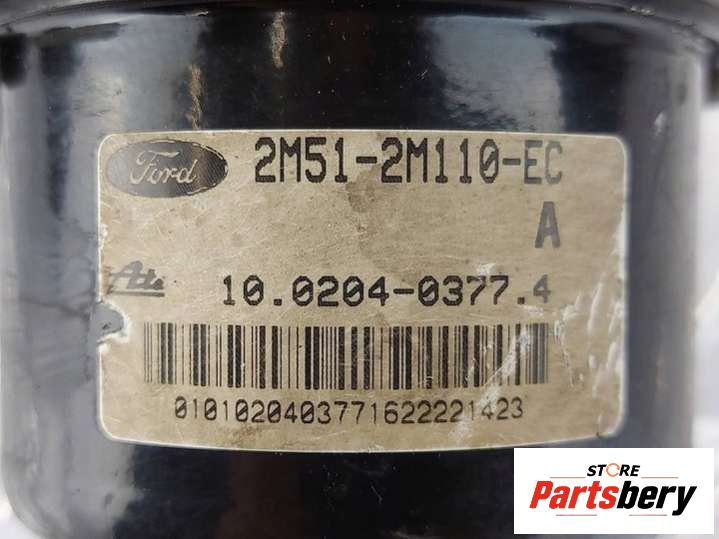 Ford 2M51-2M110-EC
A
Ate 10.0204-0377.4
0101020403771622221423
STORE
Partsbery